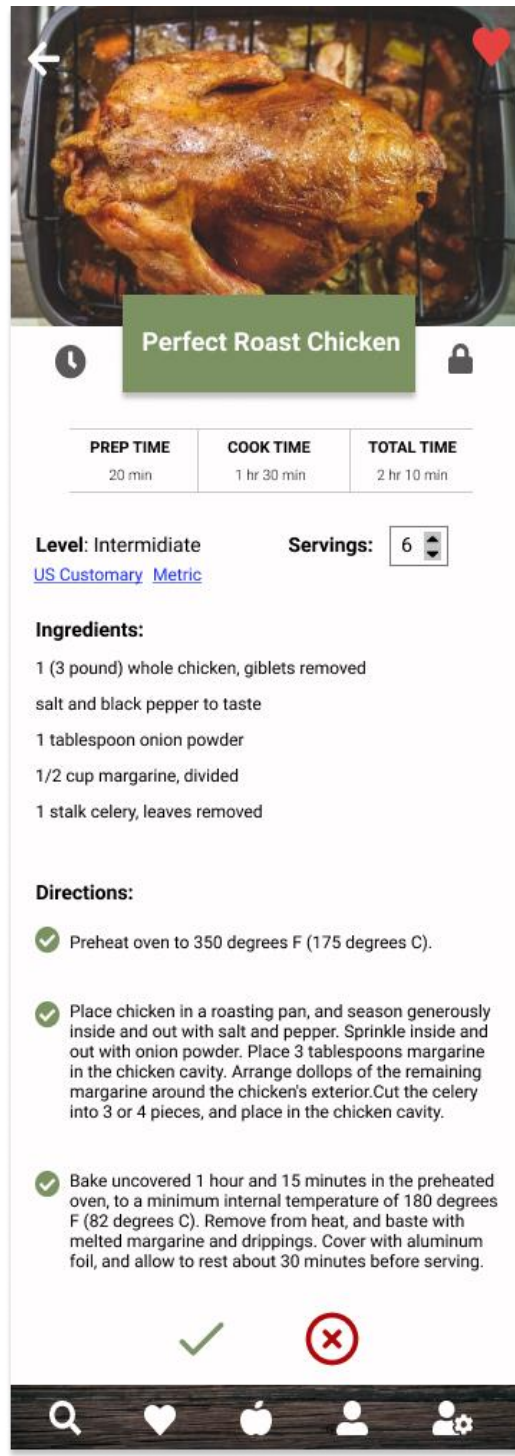 Perfect Roast Chicken
PREP TIME COOK TIME TOTAL TIME
20 min 1 hr 30 min 2 hr 10 min
Level: Intermidiate Servings: 6
US Customary Metric
Ingredients:
1 (3 pound) whole chicken, giblets removed
salt and black pepper to taste
1 tablespoon onion powder
1/2 cup margarine, divided
1 stalk celery, leaves removed
Directions:
Preheat oven to 350 degrees F (175 degrees C).
Place chicken in a roasting pan, and season generously
inside and out with salt and pepper. Sprinkle inside and
out with onion powder. Place 3 tablespoons margarine
in the chicken cavity. Arrange dollops of the remaining
margarine around the chicken's exterior.Cut the celery
into 3 or 4 pieces, and place in the chicken cavity.
Bake uncovered 1 hour and 15 minutes in the preheated
oven, to a minimum internal temperature of 180 degrees
F (82 degrees C). Remove from heat, and baste with
melted margarine and drippings. Cover with aluminum
foil, and allow to rest about 30 minutes before serving.